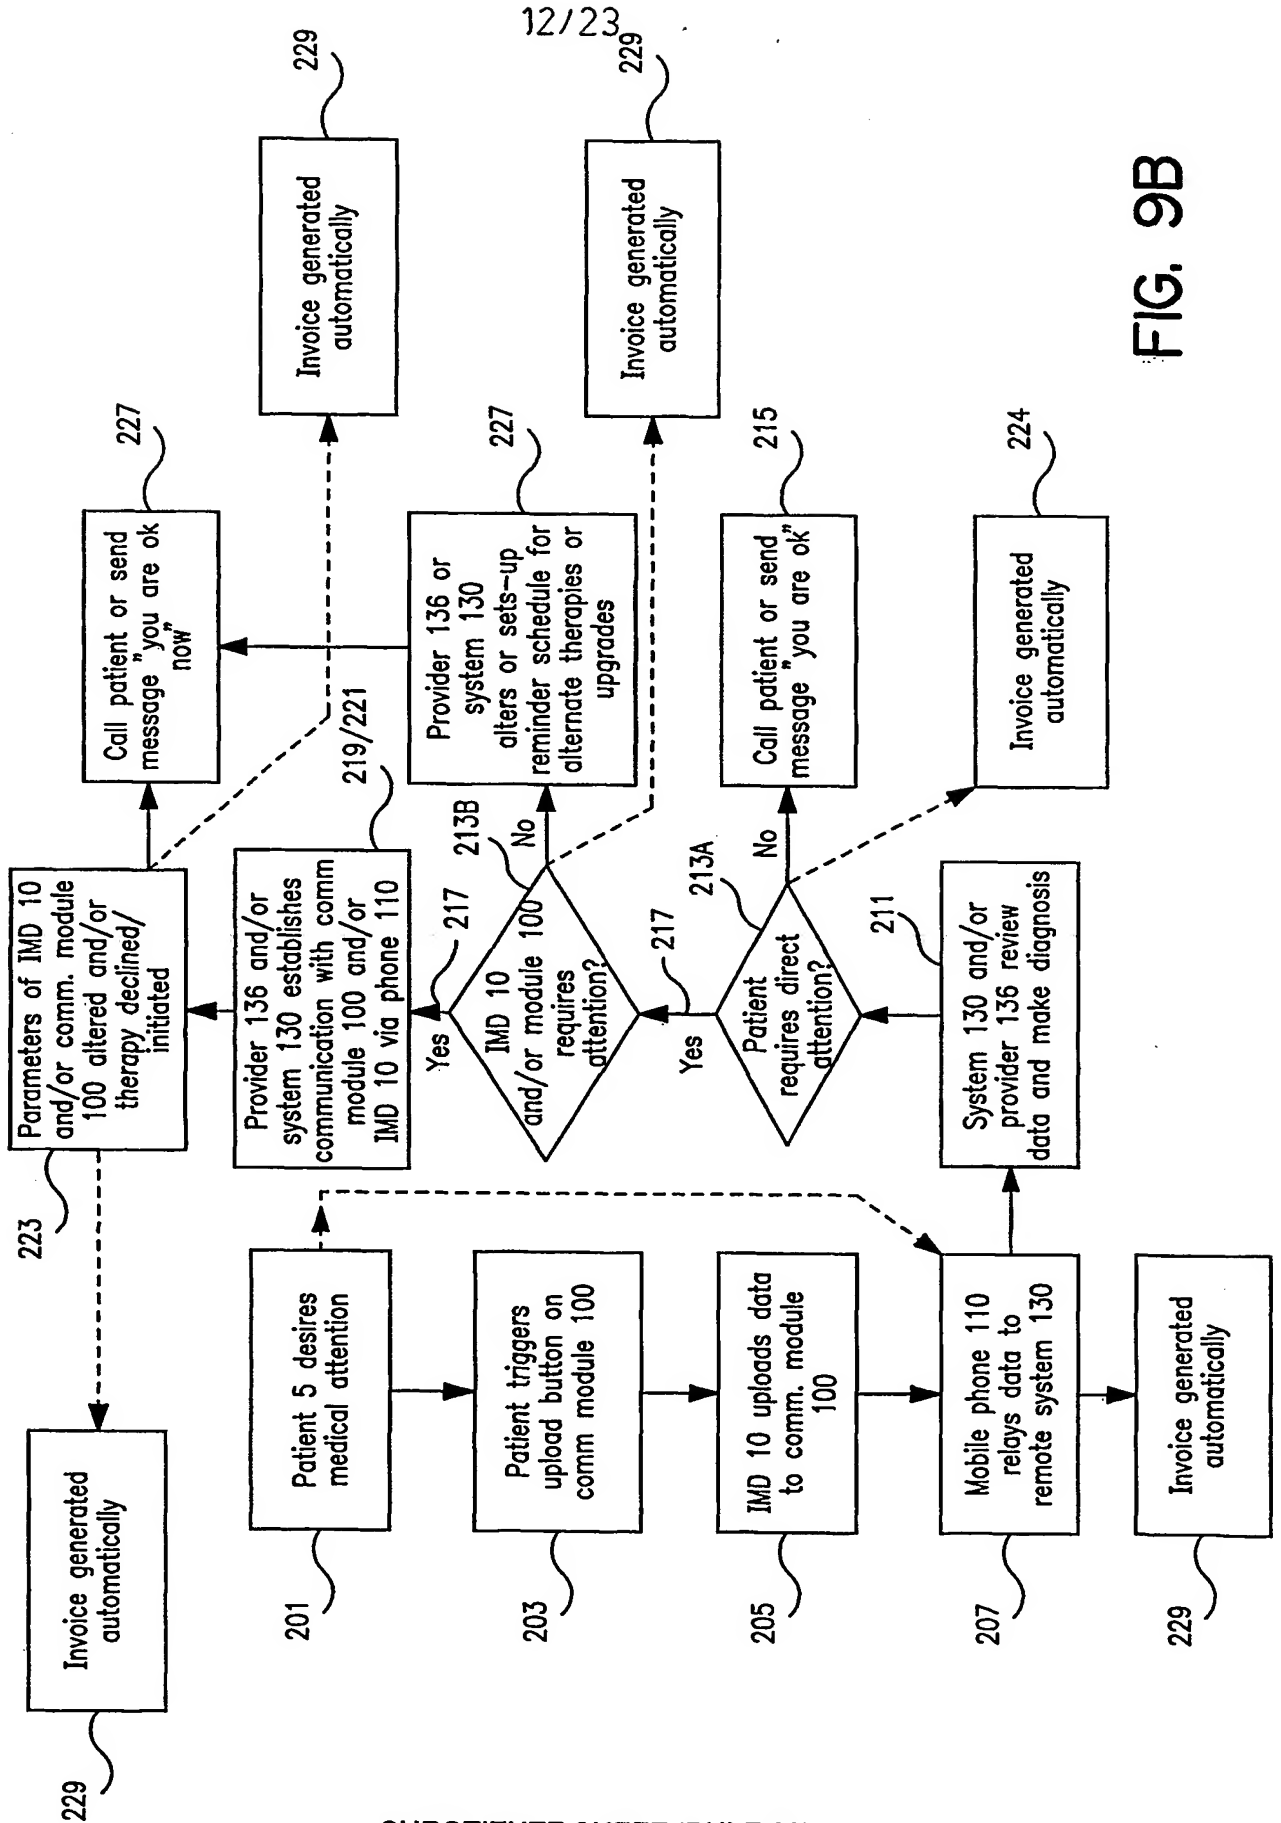 12/23
229
Invoice generated
automatically
223
Parameters of IMD 10
and/or comm. module
100 altered and/or
therapy declined/
initiated
227
Call patient or send
message "you are ok
now"
229
Invoice generated
automatically
201
Patient 5 desires
medical attention
219/221
Provider 136 and/or
system 130 establishes
communication with comm
module 100 and/or
IMD 10 via phone 110
Yes
217
203
Patient triggers
upload button on
comm module 100
213B
IMD 10
and/or module 100
requires
attention?
No
227
Provider 136 or
system 130
alters or sets-up
reminder schedule for
alternate therapies or
upgrades
229
Invoice generated
automatically
Yes
217
205
IMD 10 uploads data
to comm. module
100
213A
Patient
requires direct
attention?
No
215
Call patient or send
message "you are ok"
207
Mobile phone 110
relays data to
remote system 130
211
System 130 and/or
provider 136 review
data and make diagnosis
224
Invoice generated
automatically
229
Invoice generated
automatically
FIG. 9B